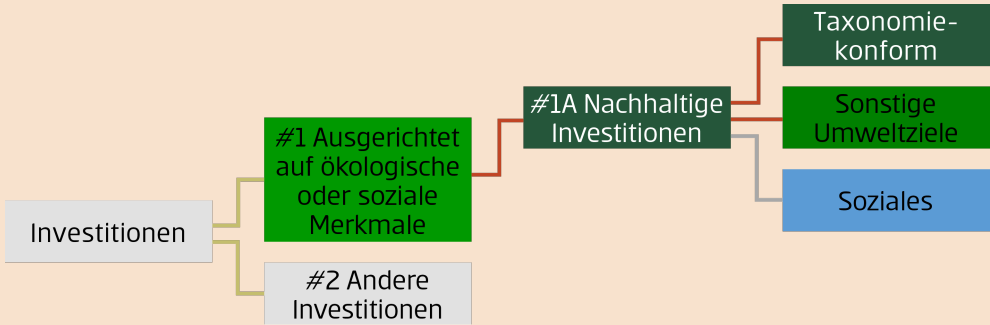 Investitionen
#1 Ausgerichtet
auf ökologische
oder soziale
Merkmale
#2 Andere
Investitionen
#1A Nachhaltige
Investitionen
Taxonomie-
konform
Sonstige
Umweltziele
Soziales